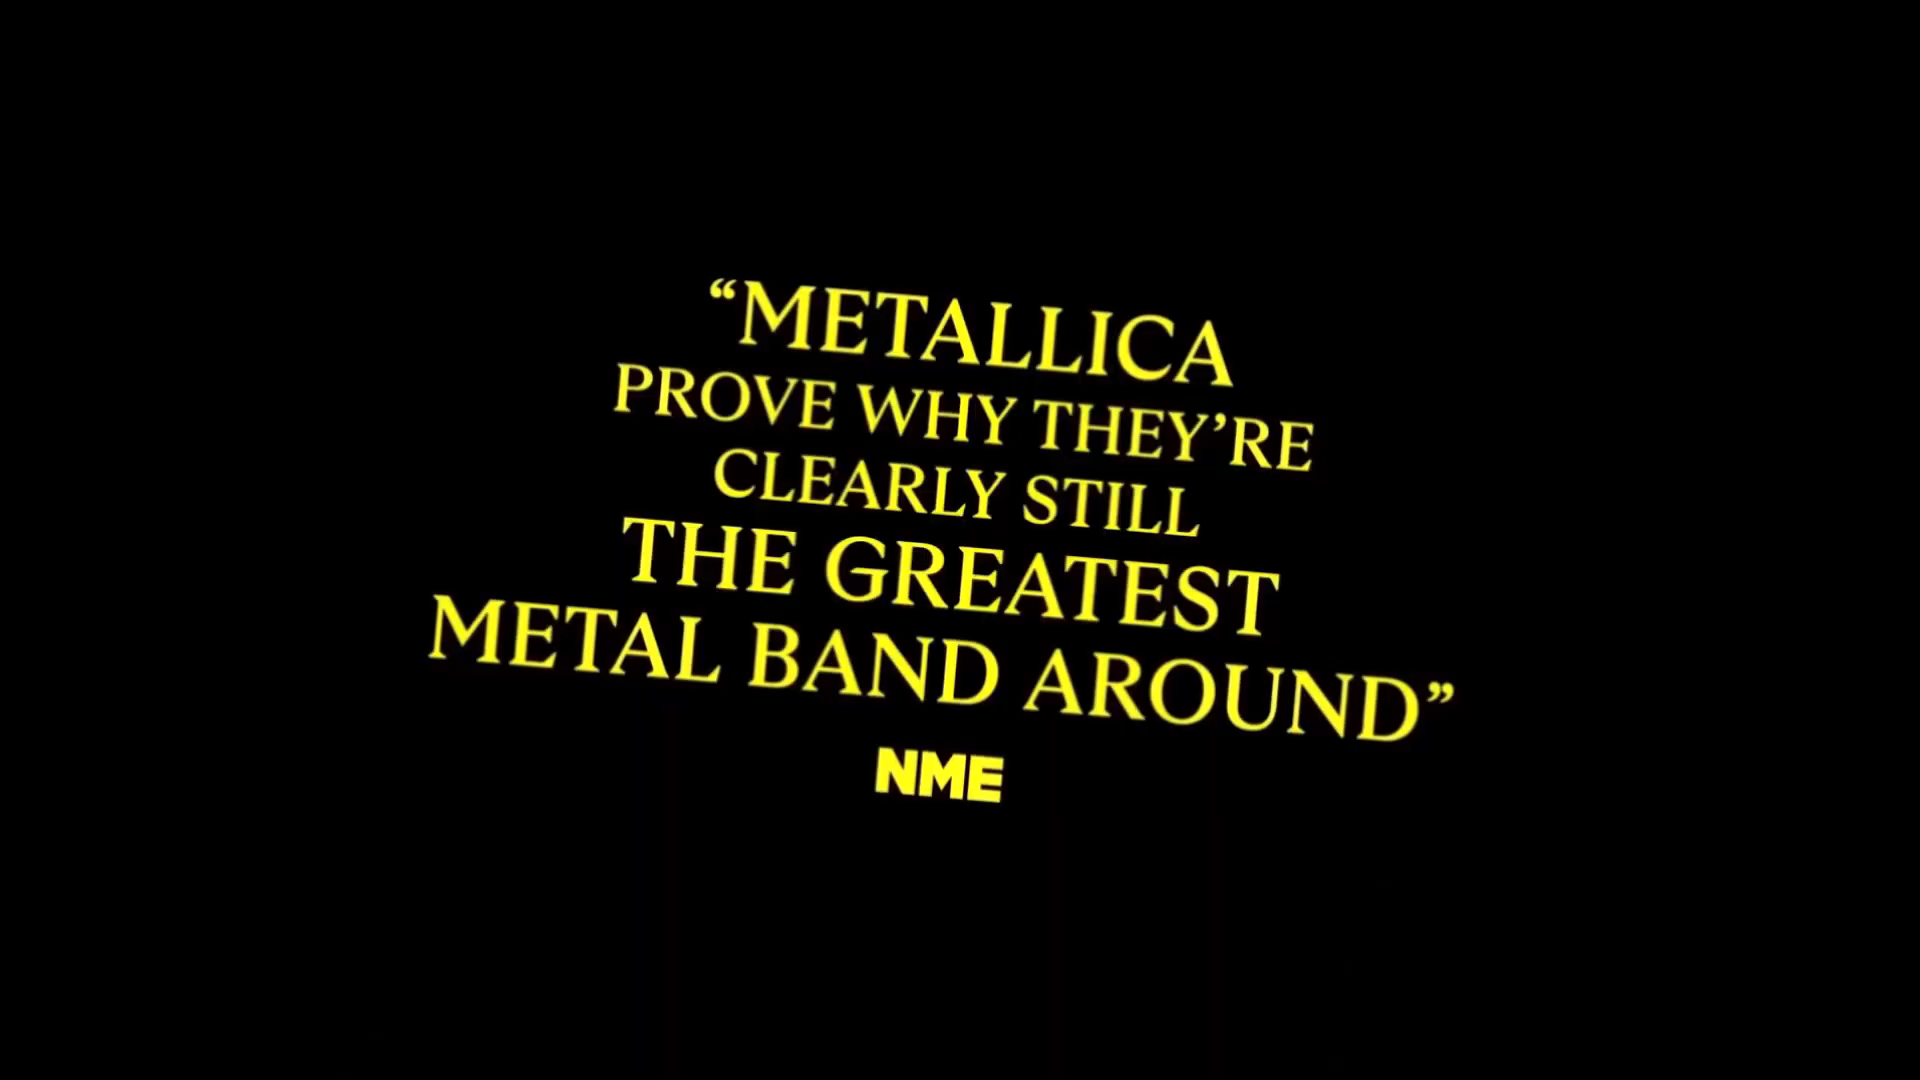 “METALLICA
PROVE WHY THEY’RE
CLEARLY STILL
THE GREATEST
METAL BAND AROUND”
NME